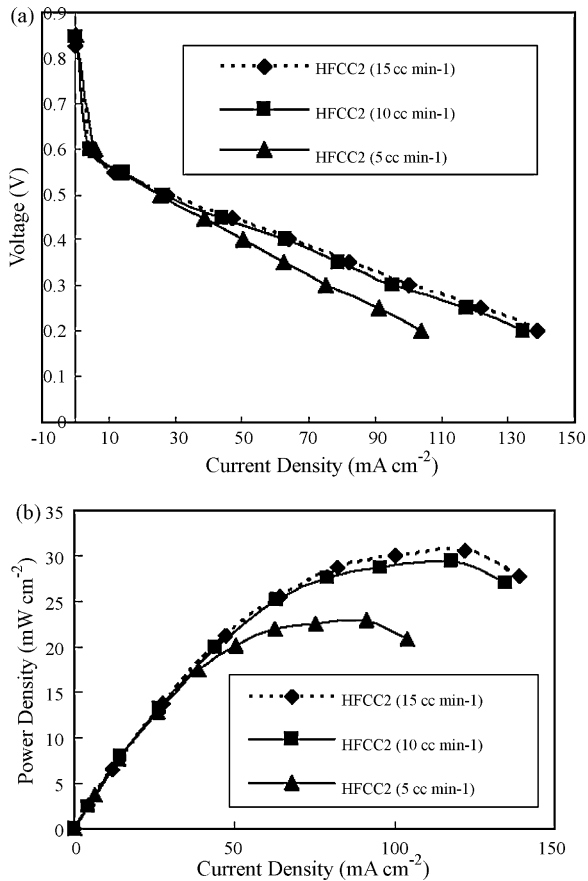 (a)
0.9
0.8
0.7
0.6
0.5
0.4
0.3
0.2
0.1
0
Voltage (V)
HFCC2 (15 cc min-1)
HFCC2 (10 cc min-1)
HFCC2 (5 cc min-1)
-10 10 30 50 70 90 110 130 150
Current Density (mA cm-2)
(b)
35
30
25
20
15
10
5
0
Power Density (mW cm-2)
HFCC2 (15 cc min-1)
HFCC2 (10 cc min-1)
HFCC2 (5 cc min-1)
0 50 100 150
Current Density (mA cm-2)